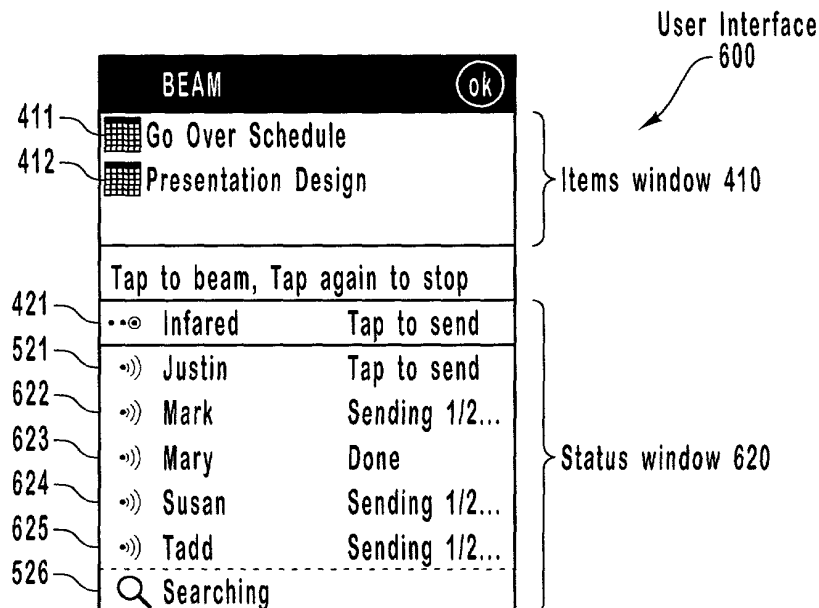 User Interface
600
BEAM ok
411 Go Over Schedule
412 Presentation Design
Items window 410
Tap to beam, Tap again to stop
421 Infared Tap to send
521 Justin Tap to send
622 Mark Sending 1/2...
623 Mary Done
Status window 620
624 Susan Sending 1/2...
625 Tadd Sending 1/2...
526 Searching